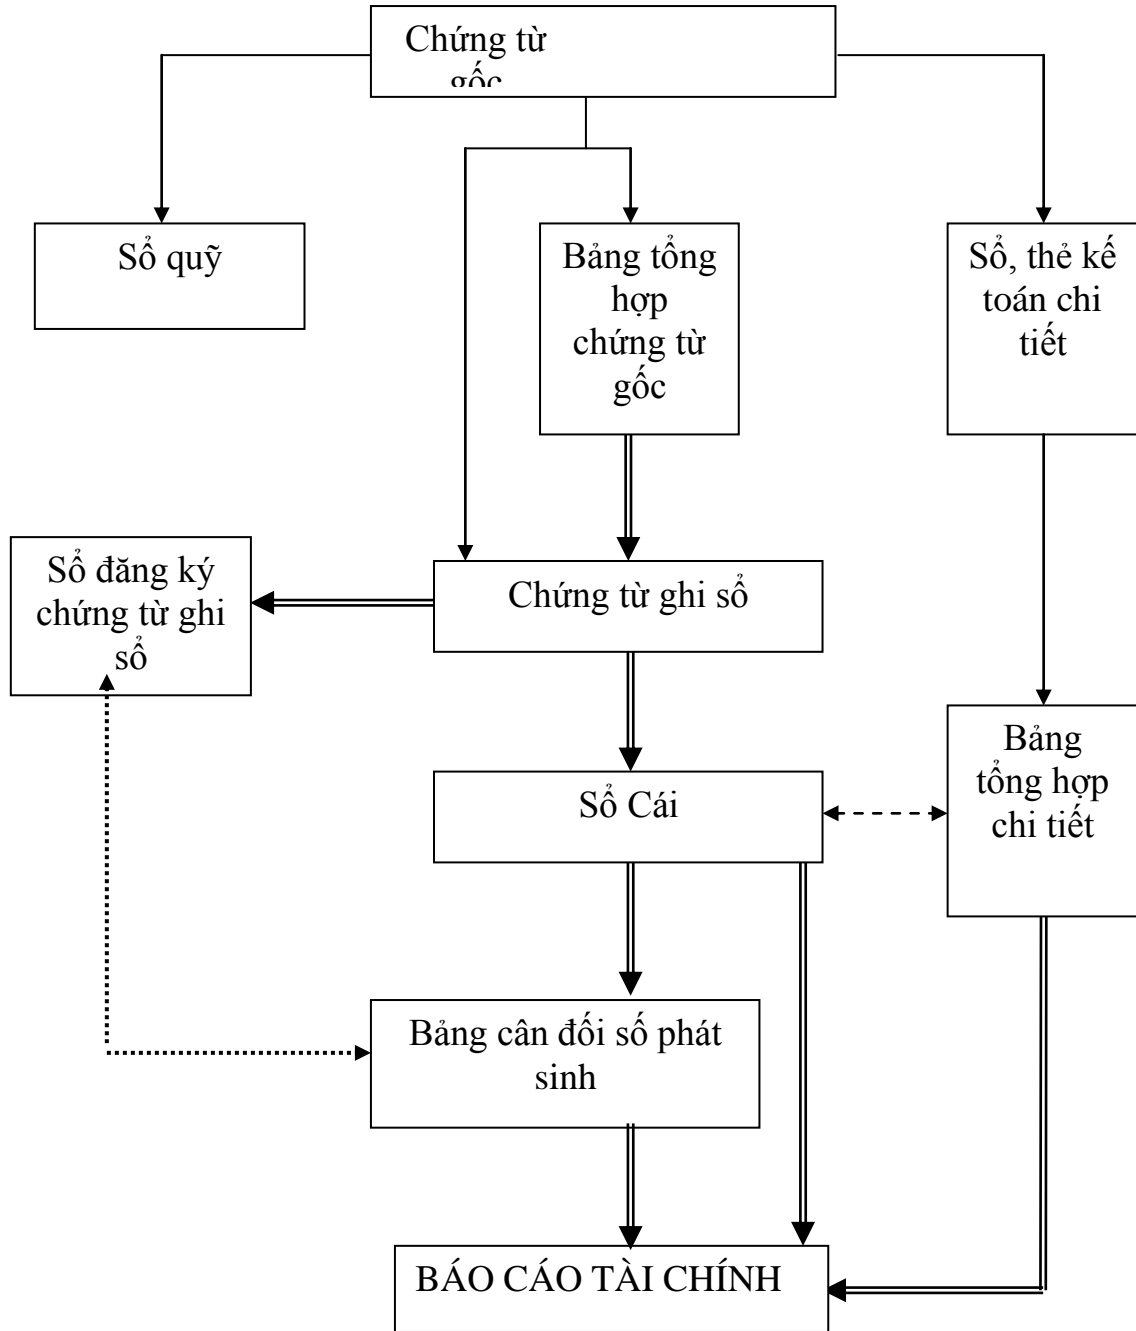 Chứng từ
gốc
Sổ quỹ
Bảng tổng
hợp
chứng từ
gốc
Sổ, thẻ kế
toán chi
tiết
Sổ đăng ký
chứng từ ghi
sổ
Chứng từ ghi sổ
Bảng
tổng hợp
chi tiết
Sổ Cái
Bảng cân đối số phát
sinh
BÁO CÁO TÀI CHÍNH